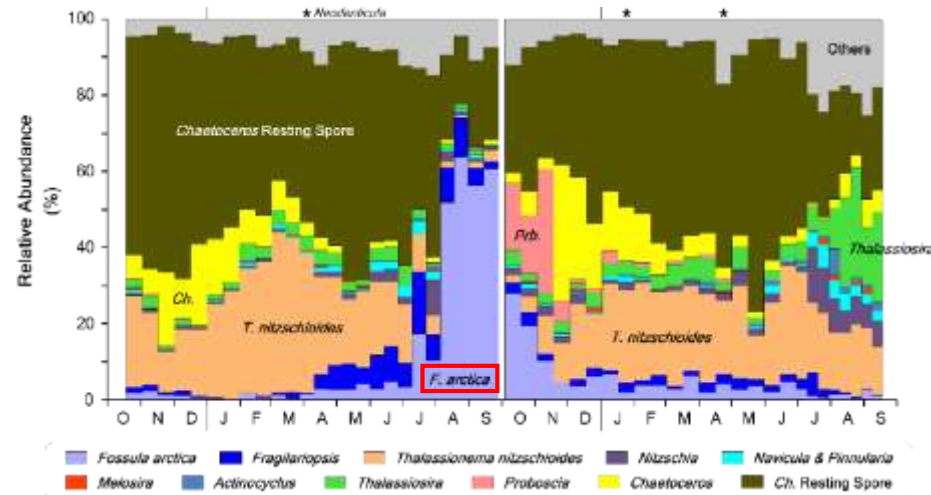 * Neodenticula
* *
100
80
60
40
20
0
Relative Abundance
(%)
Others
Chaetoceros Resting Spore
Prb.
Thalassiosira
Ch.
T. nitzschioides
T. nitzschioides
F. arctica
O N D J F M A M J J A S O N D J F M A M J J A S
Fossula arctica Fragilariopsis Thalassionema nitzschioides Nitzschia Navicula & Pinnularia
Melosira Actinocyclus Thalassiosira Proboscia Chaetoceros Ch. Resting Spore